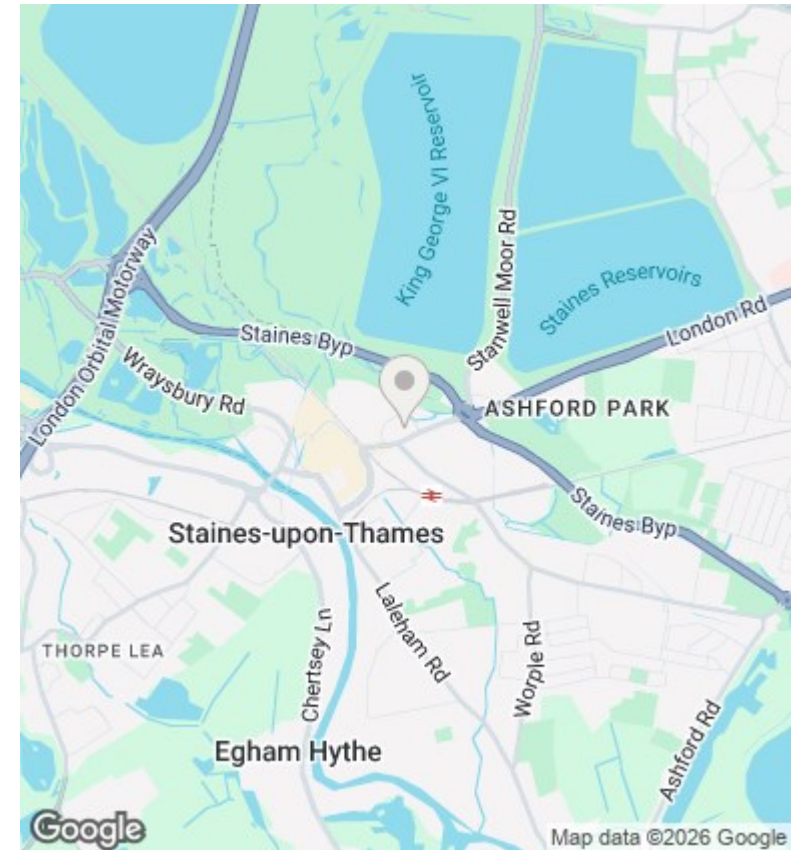 King George VI Reservoir
Stanwell Moor Rd
Staines Reservoirs
London Orbital Motorway
Staines Byp
London Rd
Wraysbury Rd
ASHFORD PARK
Staines Byp
Staines-upon-Thames
Laleham Rd
Chertsey Ln
Worple Rd
THORPE LEA
Ashford Rd
Egham Hythe
Google
Map data ©2026 Google